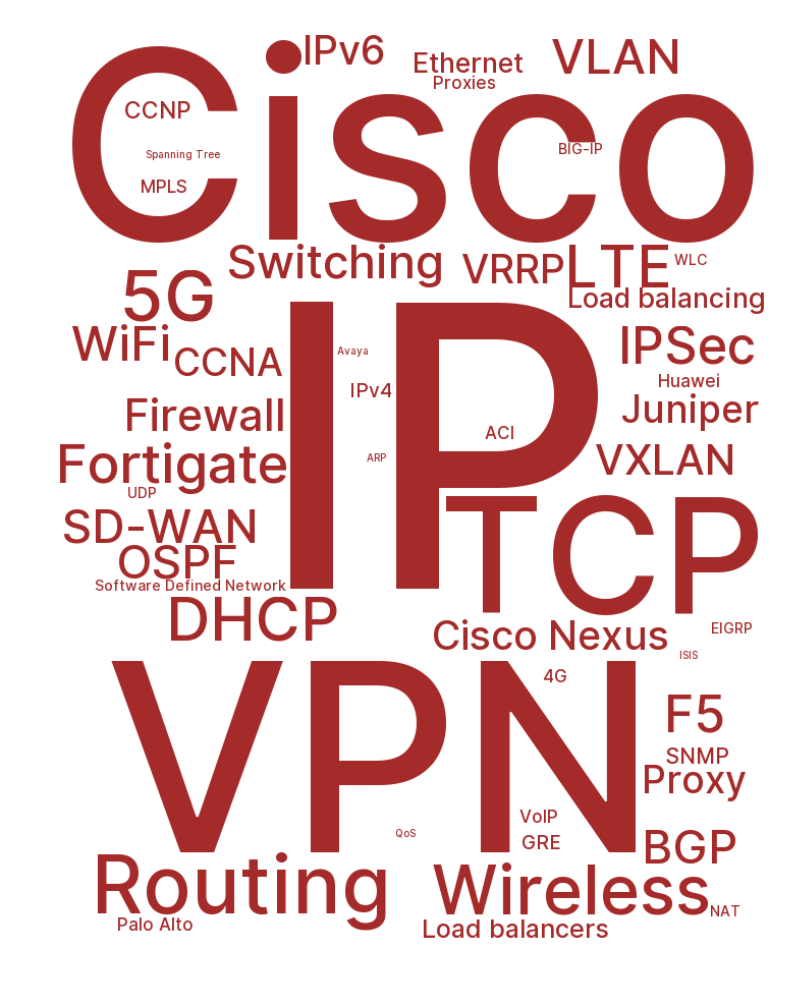 IPv6
Ethernet
VLAN
Proxies
Cisco
CCNP
BIG-IP
Spanning Tree
MPLS
Switching
VRRP
LTE
WLC
5G
Load balancing
WiFi
CCNA
Avaya
IPSec
IP
IPv4
Huawei
Firewall
Juniper
ACI
Fortigate
ARP
VXLAN
UDP
SD-WAN
TCP
OSPF
Software Defined Network
DHCP
Cisco Nexus
EIGRP
ISIS
4G
VPN
F5
SNMP
Proxy
VoIP
QoS
GRE
BGP
Routing
Wireless
NAT
Palo Alto
Load balancers